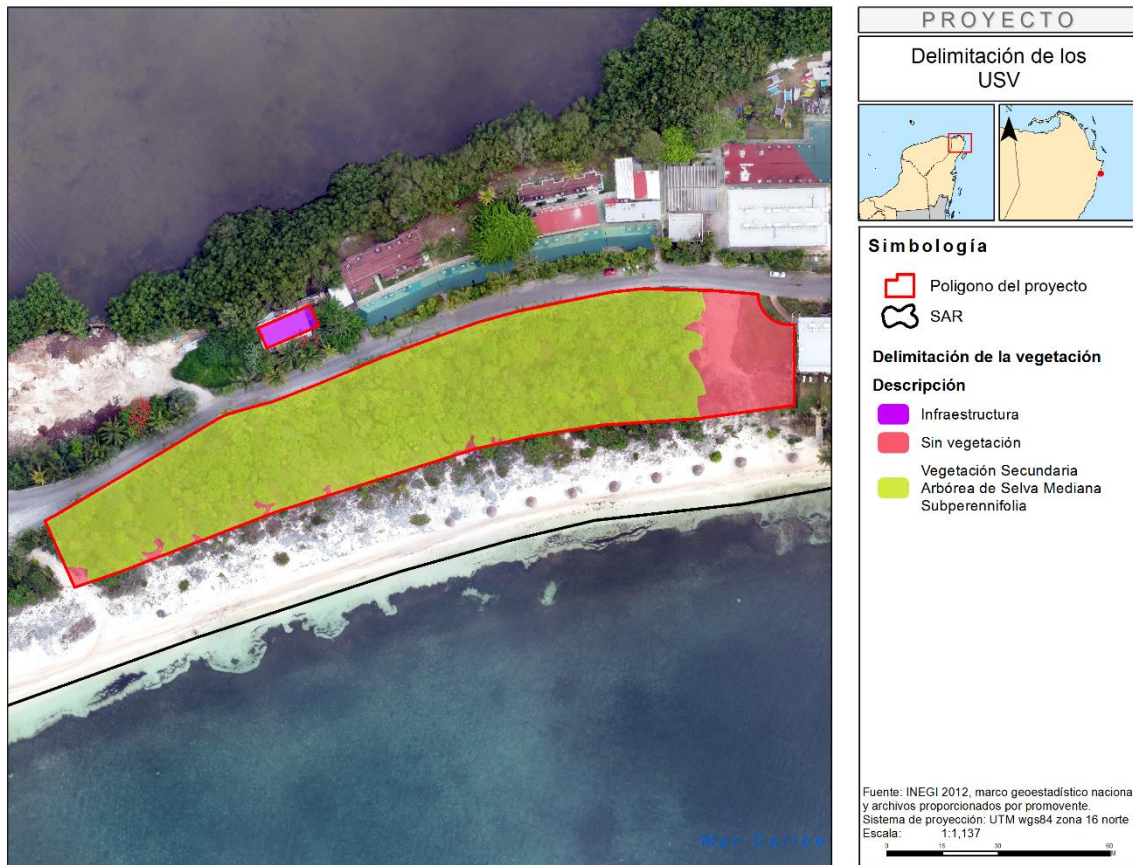 PROYECTO
Delimitación de los
USV
N
Simbología
Poligono del proyecto
SAR
Delimitación de la vegetación
Descripción
Infraestructura
Sin vegetación
Vegetación Secundaria
Arbórea de Selva Mediana
Subperennifolia
Fuente: INEGI 2012, marco geoestadístico naciona
y archivos proporcionados por promovente.
Sistema de proyección: UTM wgs84 zona 16 norte
Escala: 1:1,137
0 15 30 60
Mar Caribe